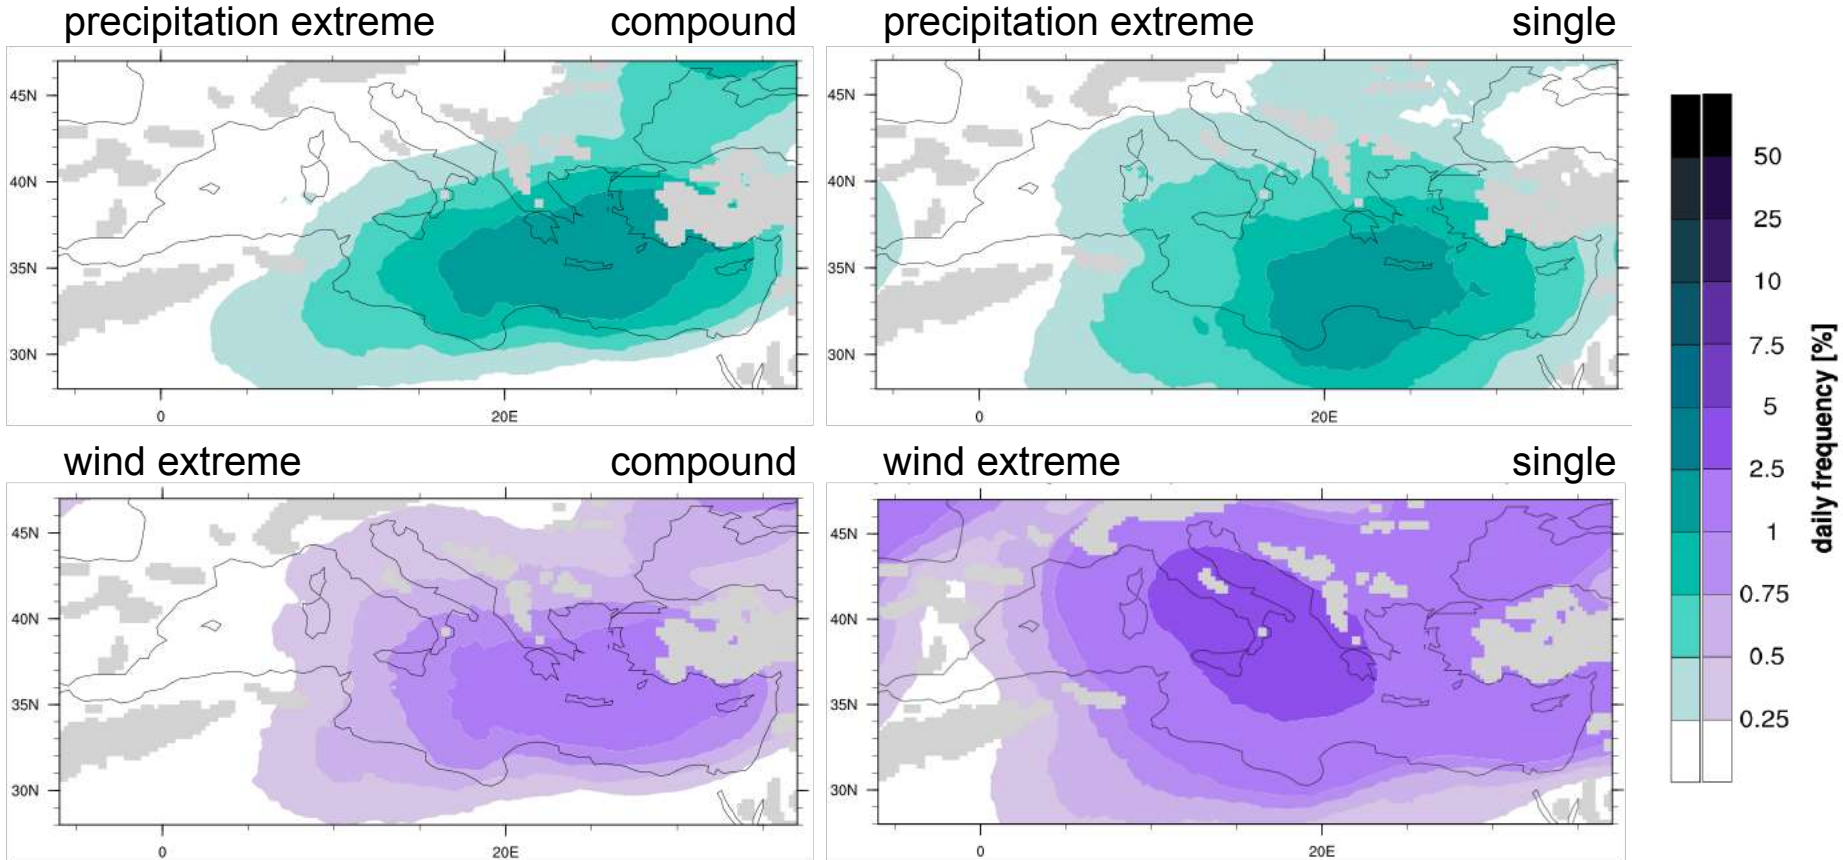 precipitation extreme compound
45N
40N
35N
30N
0 20E
precipitation extreme single
45N
40N
35N
30N
0 20E
wind extreme compound
45N
40N
35N
30N
0 20E
wind extreme single
45N
40N
35N
30N
0 20E
50
25
10
7.5
5
2.5
1
0.75
0.5
0.25
daily frequency [%]